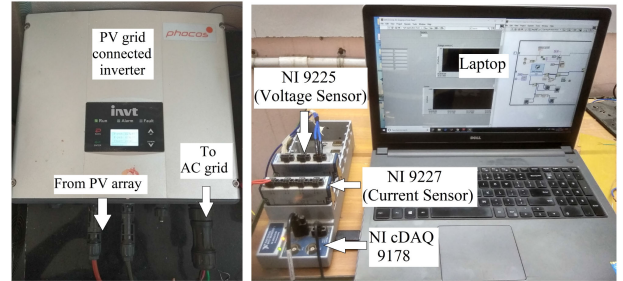 PV grid
connected
inverter
phocos
invt
Run
Alarm
Fault
From PV array
To
AC grid
NI 9225
(Voltage Sensor)
Laptop
NI 9227
(Current Sensor)
NI cDAQ
9178
DELL